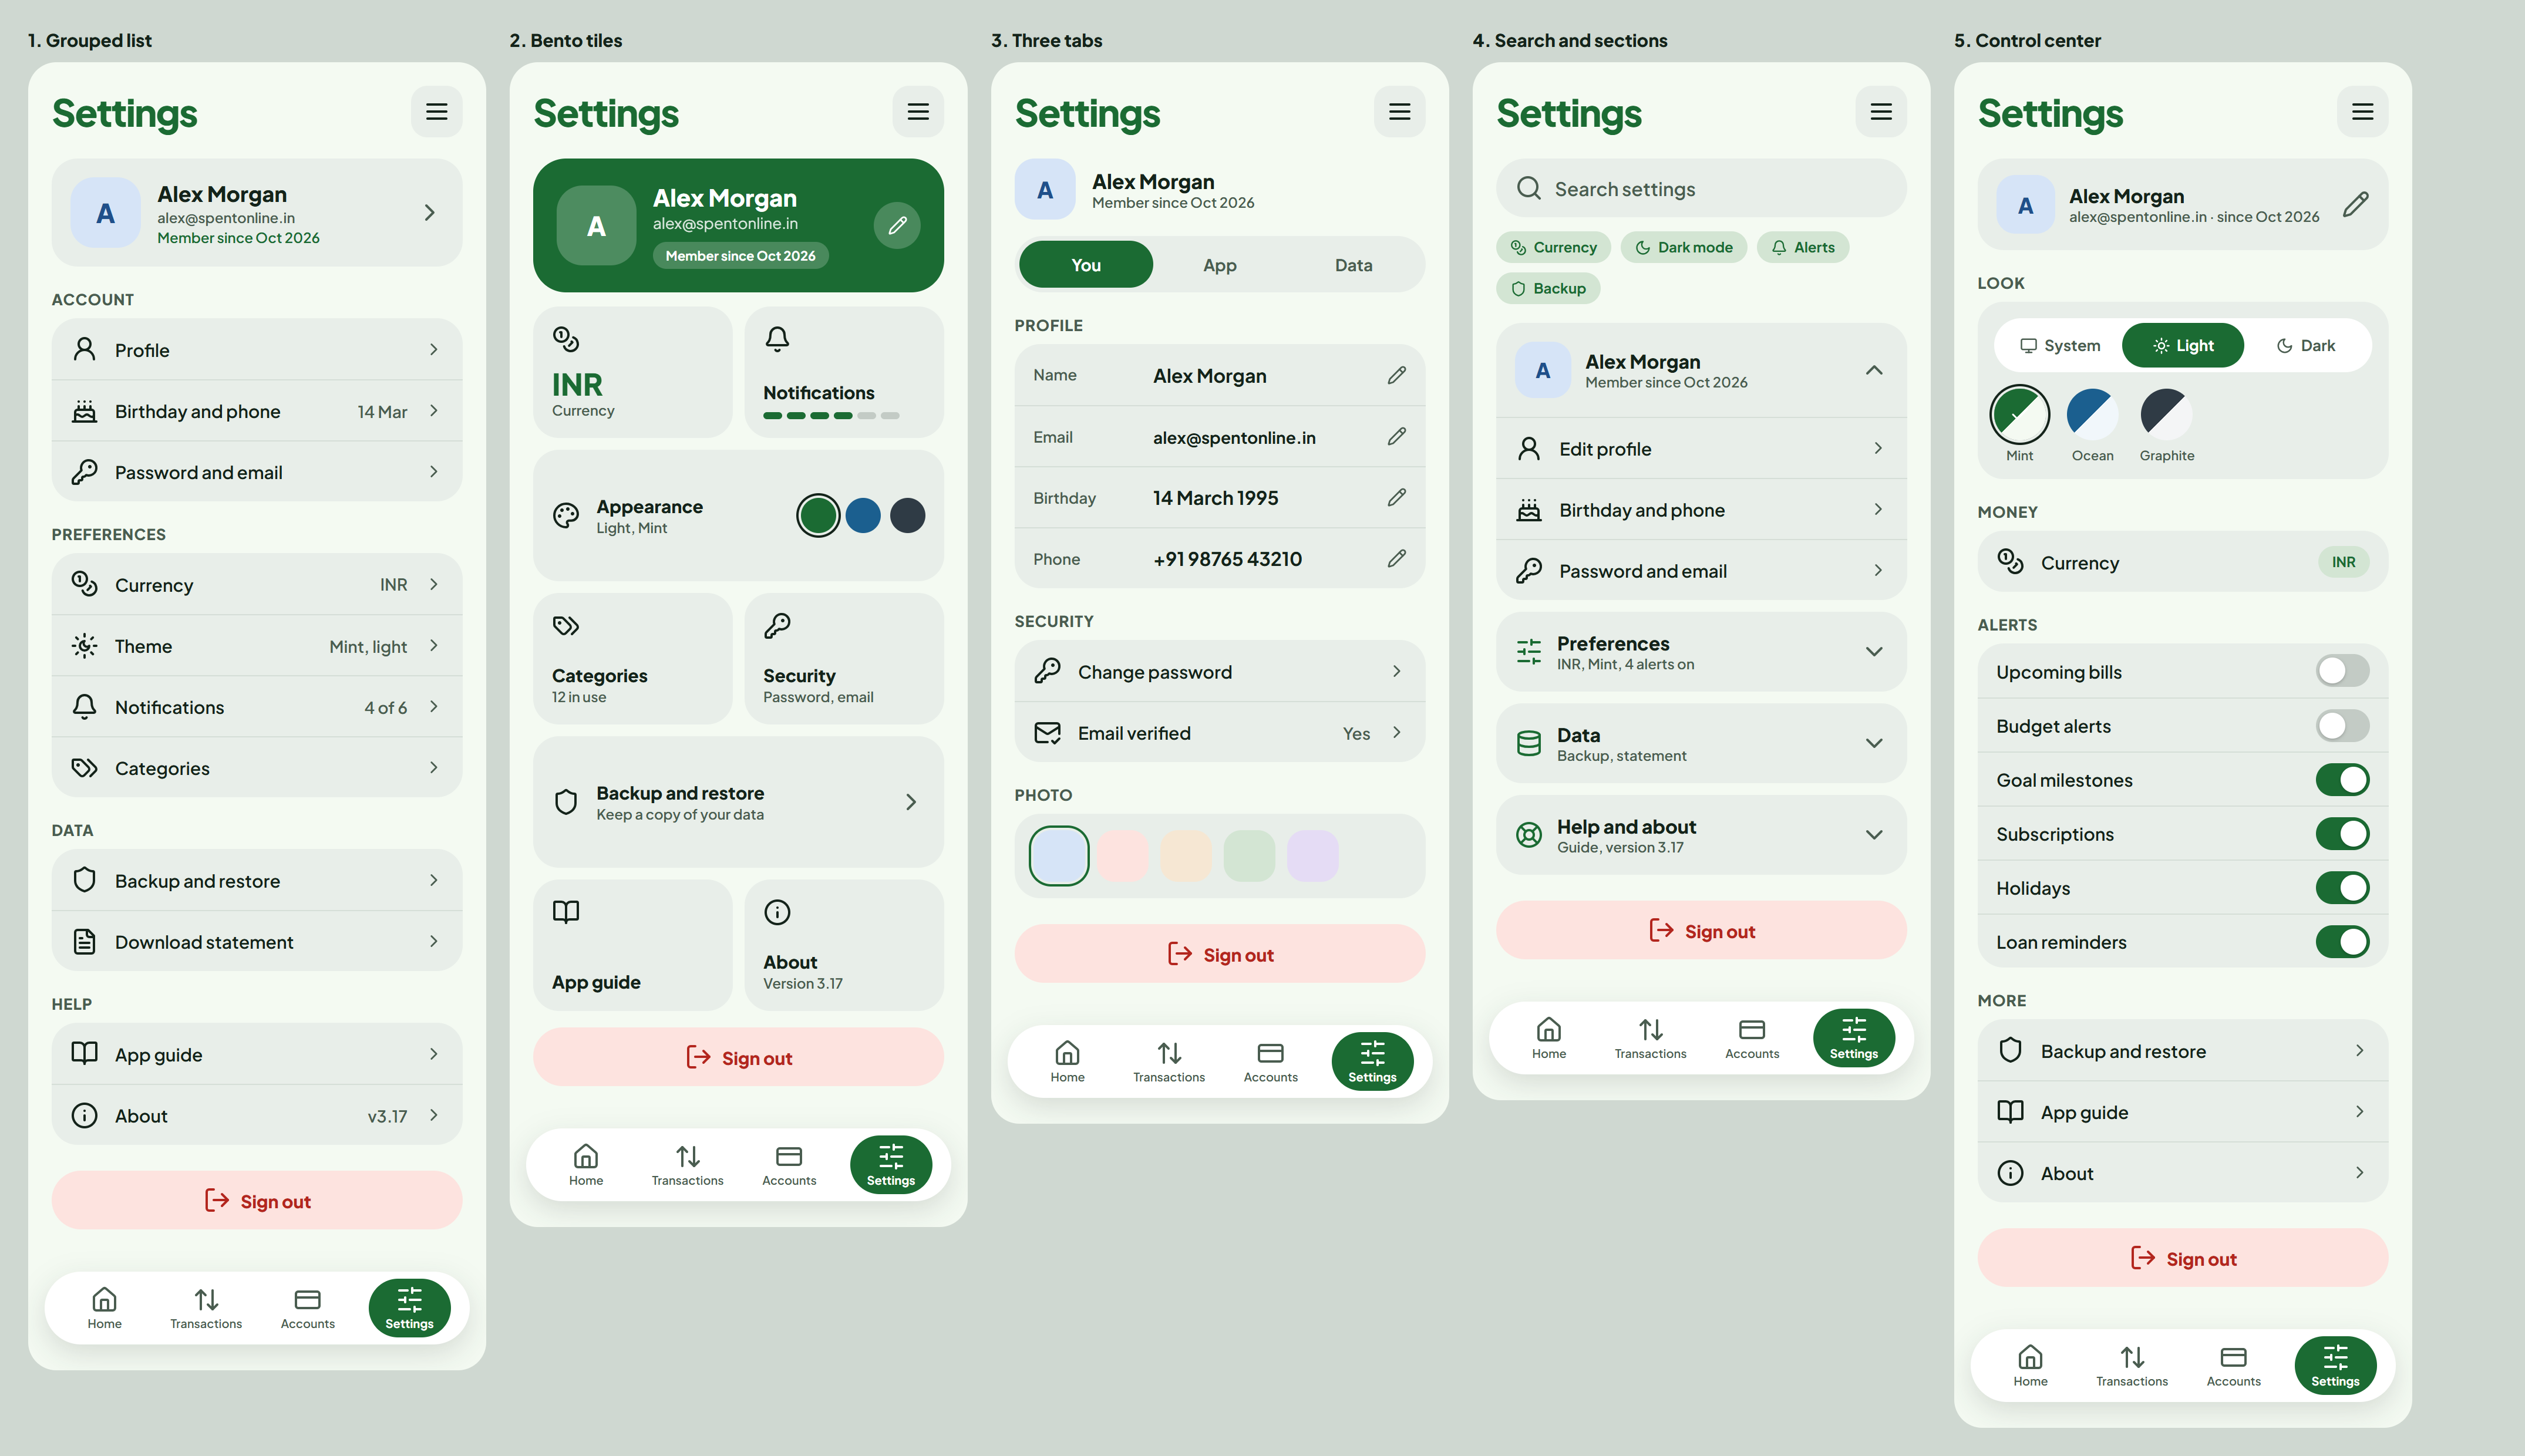 1. Grouped list
Settings
A
Alex Morgan
alex@spentonline.in
Member since Oct 2026
ACCOUNT
Profile
Birthday and phone 14 Mar
Password and email
PREFERENCES
Currency INR
Theme Mint, light
Notifications 4 of 6
Categories
DATA
Backup and restore
Download statement
HELP
App guide
About v3.17
Sign out
Home Transactions Accounts Settings
2. Bento tiles
Settings
A
Alex Morgan
alex@spentonline.in
Member since Oct 2026
INR
Currency
Notifications
Appearance
Light, Mint
Categories
12 in use
Security
Password, email
Backup and restore
Keep a copy of your data
App guide
About
Version 3.17
Sign out
Home Transactions Accounts Settings
3. Three tabs
Settings
A
Alex Morgan
Member since Oct 2026
You App Data
PROFILE
Name Alex Morgan
Email alex@spentonline.in
Birthday 14 March 1995
Phone +91 98765 43210
SECURITY
Change password
Email verified Yes
PHOTO
Sign out
Home Transactions Accounts Settings
4. Search and sections
Settings
Search settings
Currency Dark mode Alerts
Backup
A
Alex Morgan
Member since Oct 2026
Edit profile
Birthday and phone
Password and email
Preferences
INR, Mint, 4 alerts on
Data
Backup, statement
Help and about
Guide, version 3.17
Sign out
Home Transactions Accounts Settings
5. Control center
Settings
A
Alex Morgan
alex@spentonline.in · since Oct 2026
LOOK
System Light Dark
Mint Ocean Graphite
MONEY
Currency INR
ALERTS
Upcoming bills
Budget alerts
Goal milestones
Subscriptions
Holidays
Loan reminders
MORE
Backup and restore
App guide
About
Sign out
Home Transactions Accounts Settings